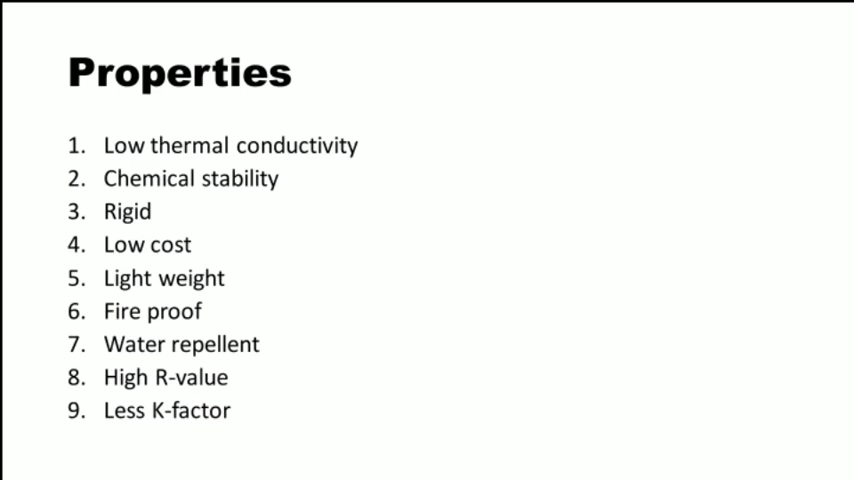 Properties
1. Low thermal conductivity
2. Chemical stability
3. Rigid
4. Low cost
5. Light weight
6. Fire proof
7. Water repellent
8. High R-value
9. Less K-factor